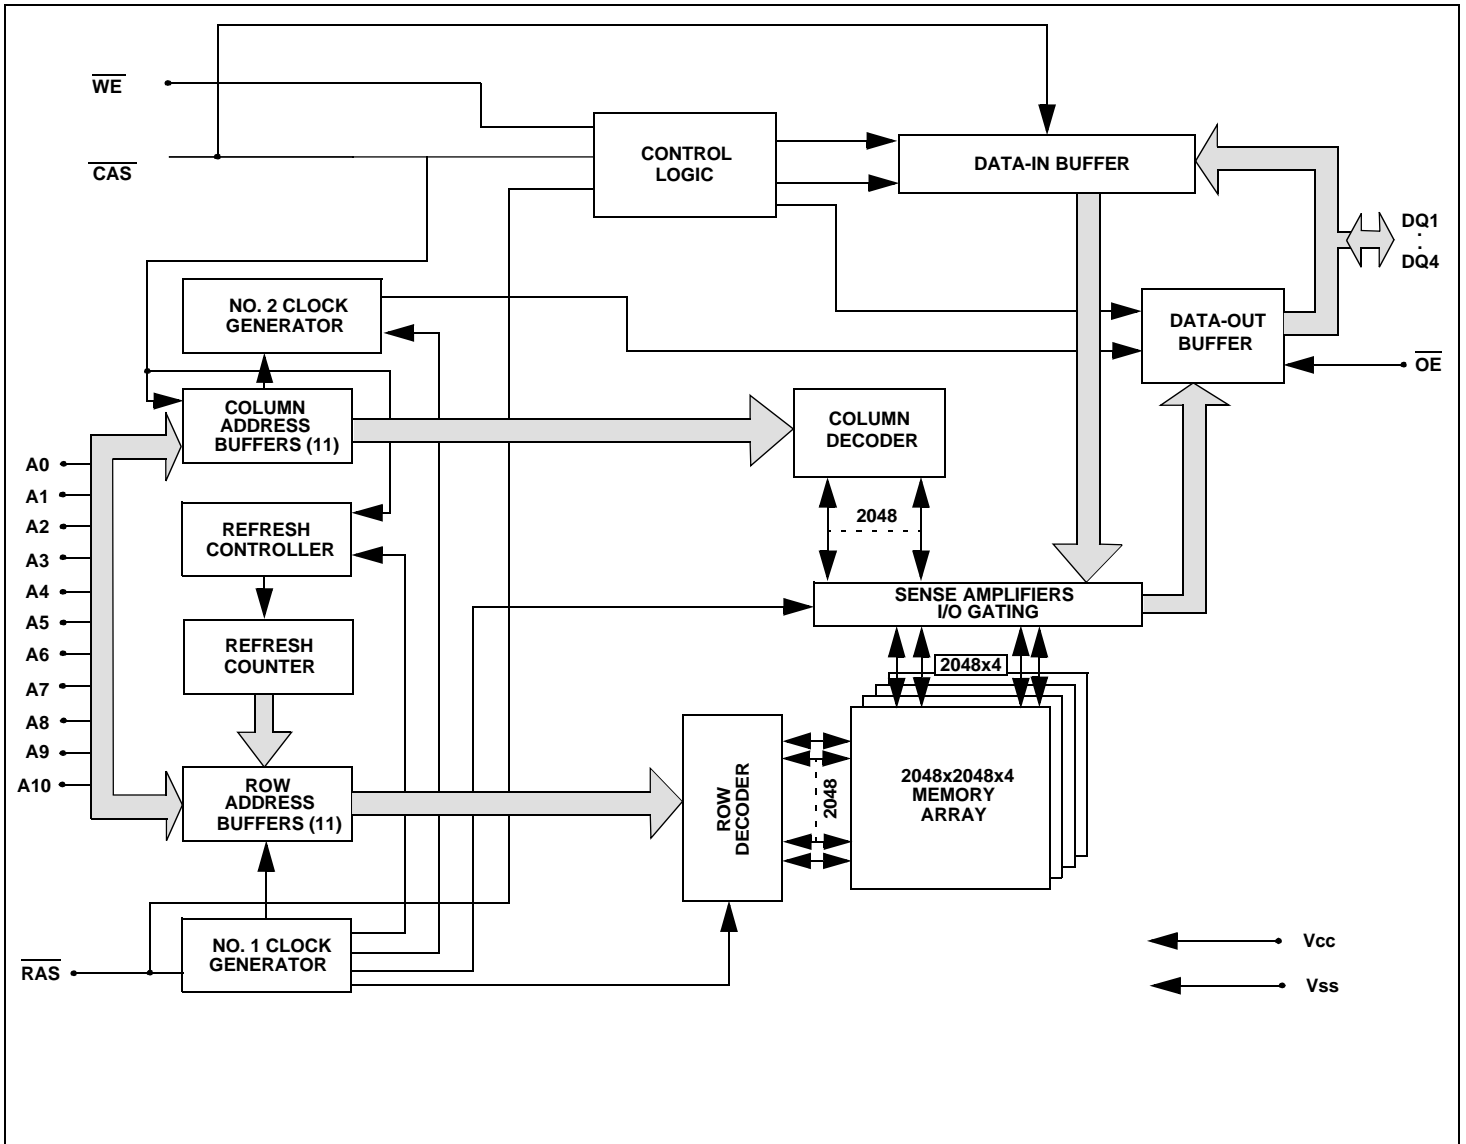 WE
CAS
CONTROL
LOGIC
DATA-IN BUFFER
DQ1
.
.
DQ4
NO. 2 CLOCK
GENERATOR
DATA-OUT
BUFFER
OE
COLUMN
ADDRESS
BUFFERS (11)
COLUMN
DECODER
A0
A1
A2
A3
A4
A5
A6
A7
A8
A9
A10
2048
REFRESH
CONTROLLER
SENSE AMPLIFIERS
I/O GATING
REFRESH
COUNTER
2048x4
ROW
ADDRESS
BUFFERS (11)
ROW
DECODER
2048
2048x2048x4
MEMORY
ARRAY
NO. 1 CLOCK
GENERATOR
RAS
Vcc
Vss